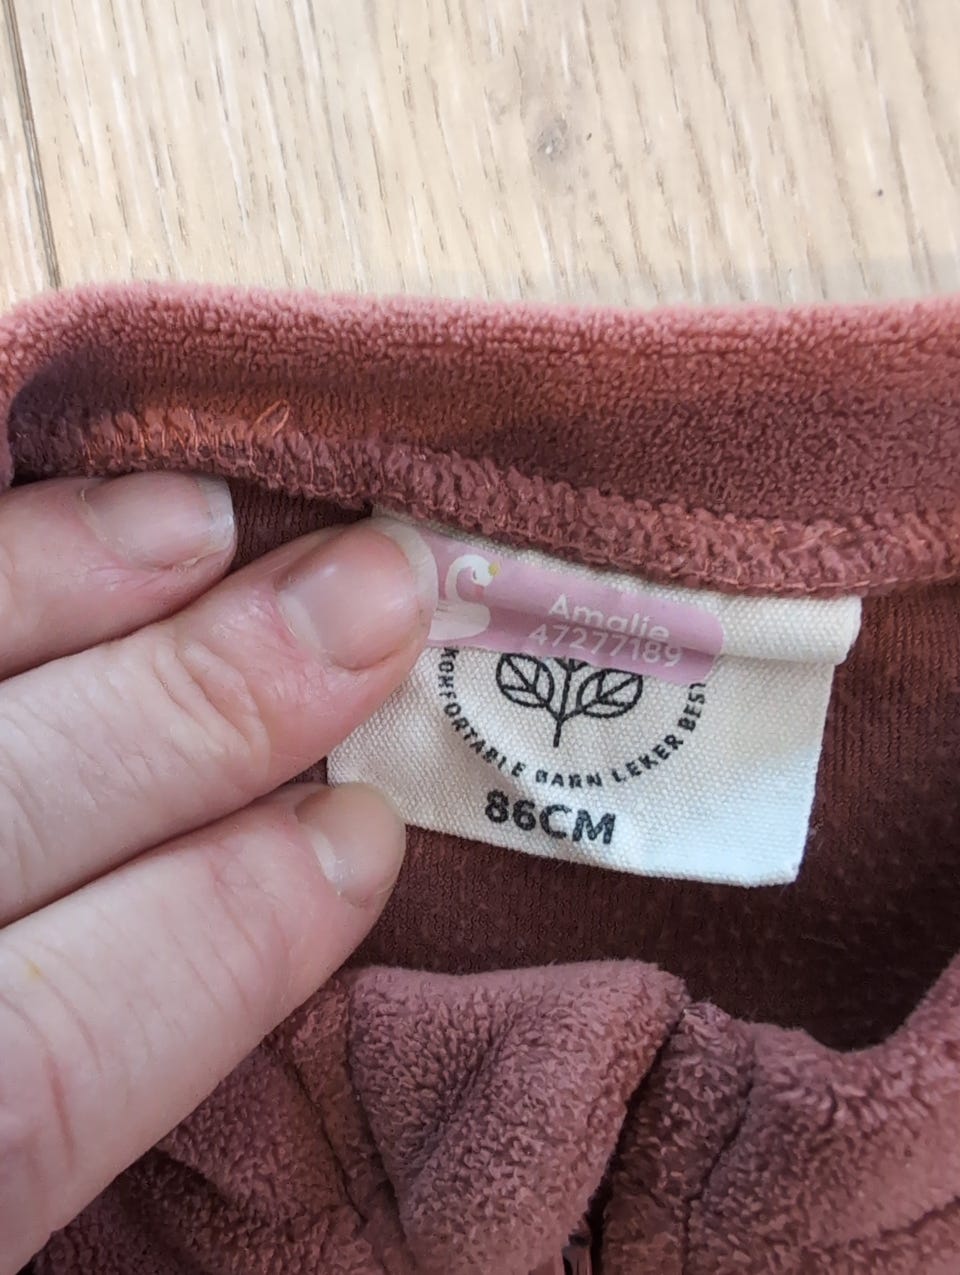 Amalie
47277189
KOMFORTABLE BARN LEKER BEST
86CM